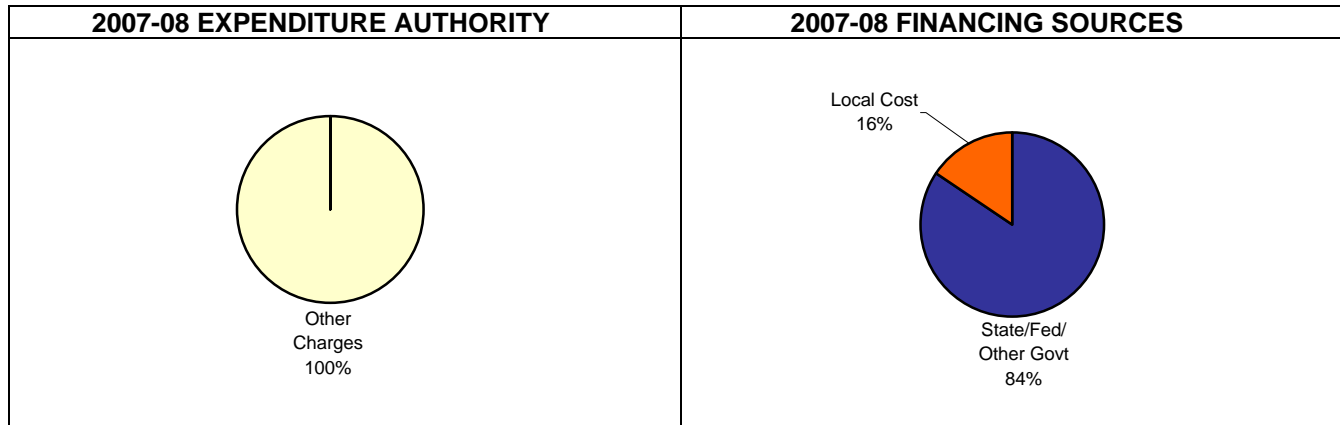 2007-08 EXPENDITURE AUTHORITY
2007-08 FINANCING SOURCES
Other
Charges
100%
Local Cost
16%
State/Fed/
Other Govt
84%